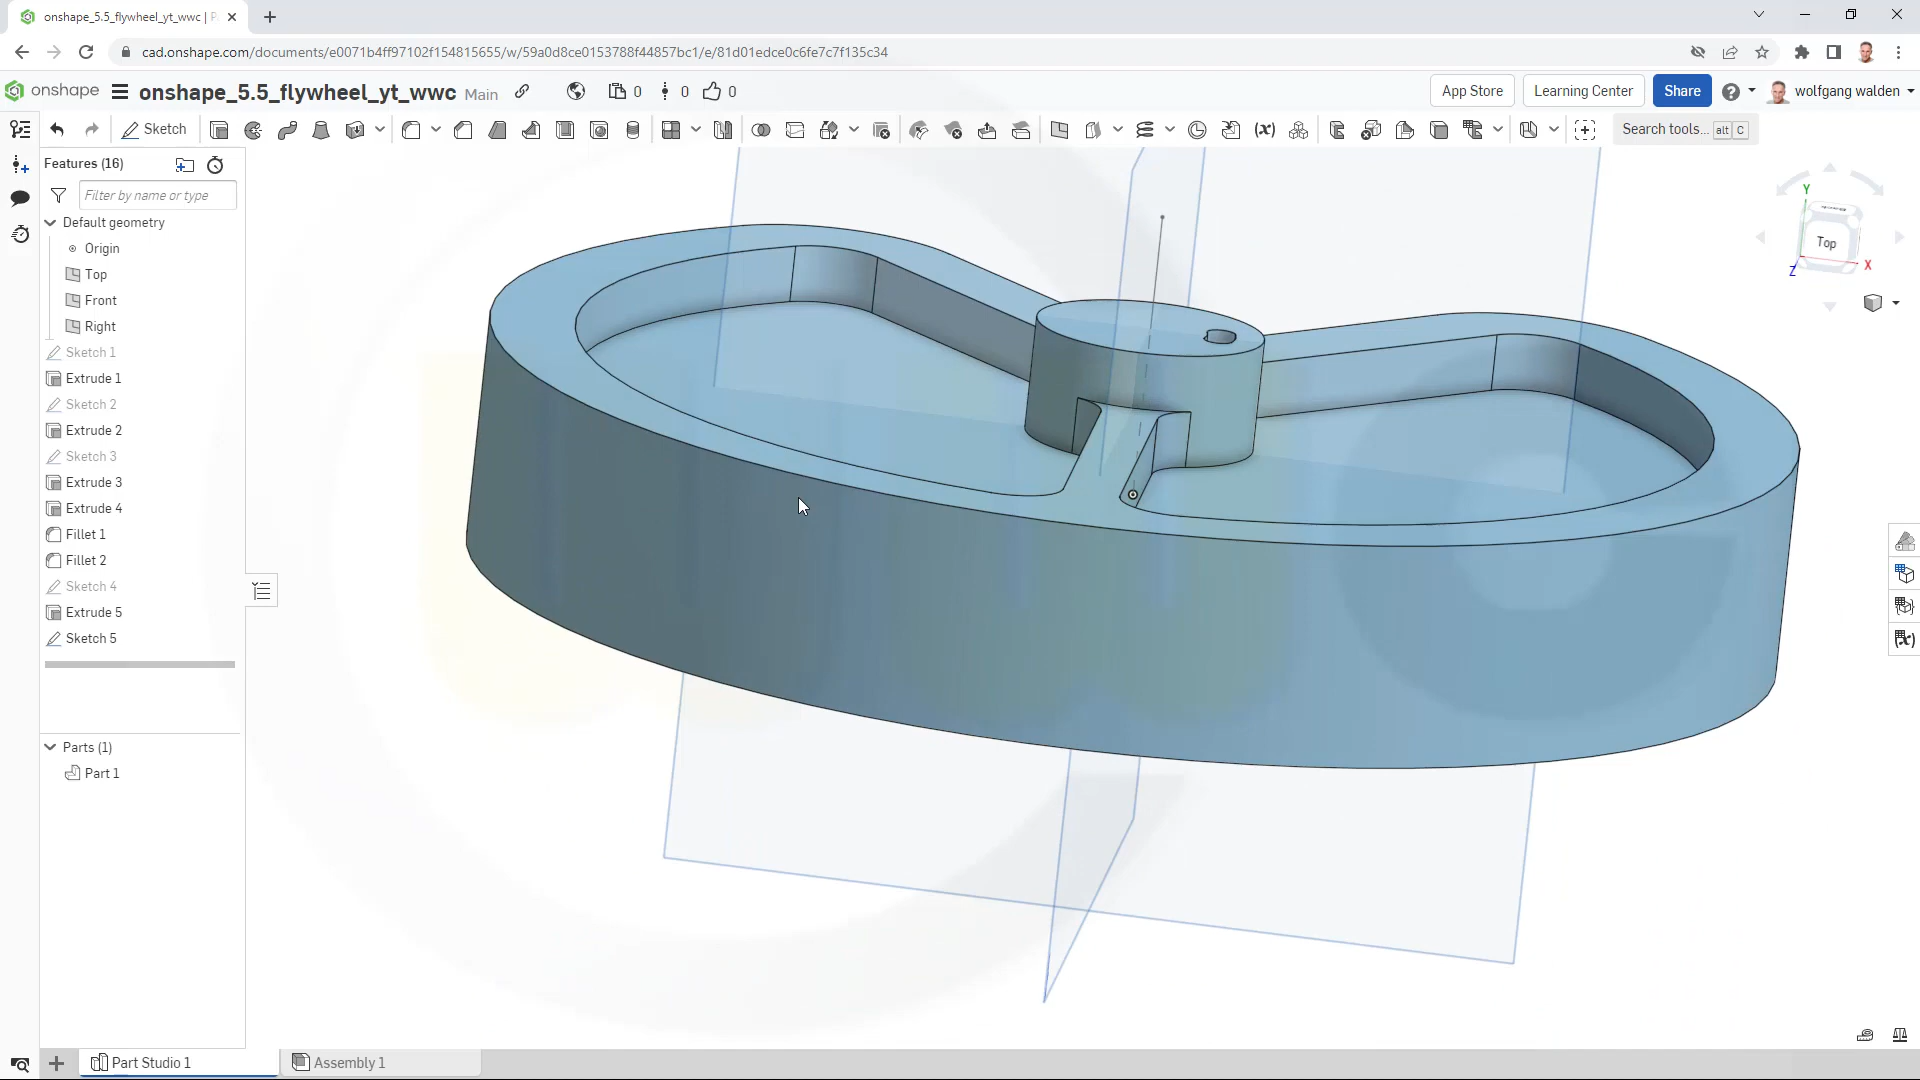 onshape_5.5_flywheel_yt_wwc | P
cad.onshape.com/documents/e0071b4ff97102f154815655/w/59a0d8ce0153788f44857bc1/e/81d01edce0c6fe7c7f135c34
onshape onshape_5.5_flywheel_yt_wwc Main 0 0 0 App Store Learning Center Share wolfgang walden
Sketch Search tools... alt C
Features (16)
Filter by name or type
Default geometry
Origin
Top
Front
Right
Sketch 1
Extrude 1
Sketch 2
Extrude 2
Sketch 3
Extrude 3
Extrude 4
Fillet 1
Fillet 2
Sketch 4
Extrude 5
Sketch 5
Parts (1)
Part 1
Y
Top
Z
X
Part Studio 1 Assembly 1